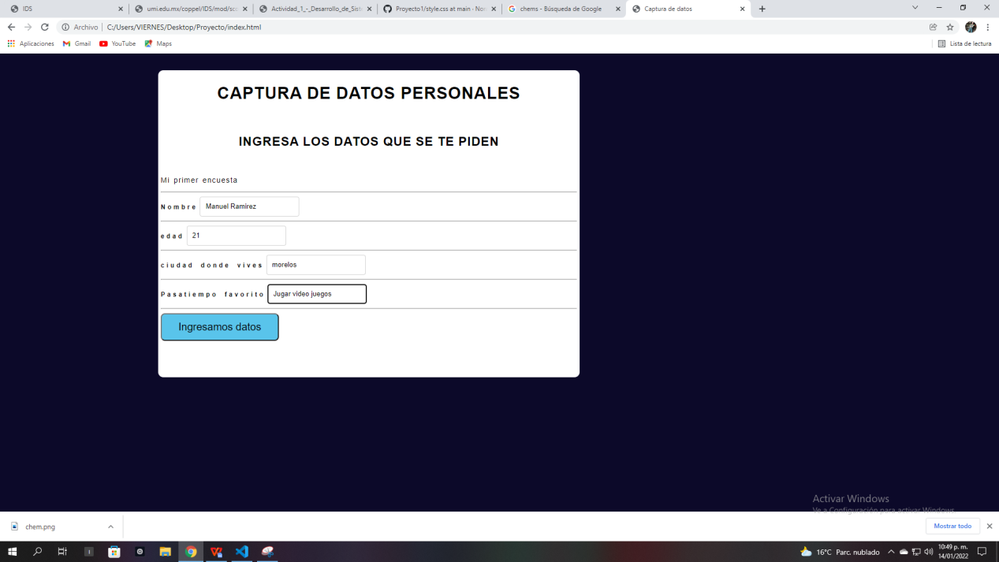 IDS
umi.edu.mx/coppel/IDS/mod/sc
Actividad_1_-_Desarrollo_de_Sist
Proyecto1/style.css at main · Nor
chems - Búsqueda de Google
Captura de datos
Archivo
C:/Users/VIERNES/Desktop/Proyecto/index.html
Aplicaciones
Gmail
YouTube
Maps
Lista de lectura
CAPTURA DE DATOS PERSONALES
INGRESA LOS DATOS QUE SE TE PIDEN
Mi primer encuesta
Nombre Manuel Ramirez
edad 21
ciudad donde vives morelos
Pasatiempo favorito Jugar video juegos
Ingresamos datos
Activar Windows
Ve a Configuración para activar Windows.
chem.png
Mostrar todo
16°C Parc. nublado
10:49 p. m.
14/01/2022